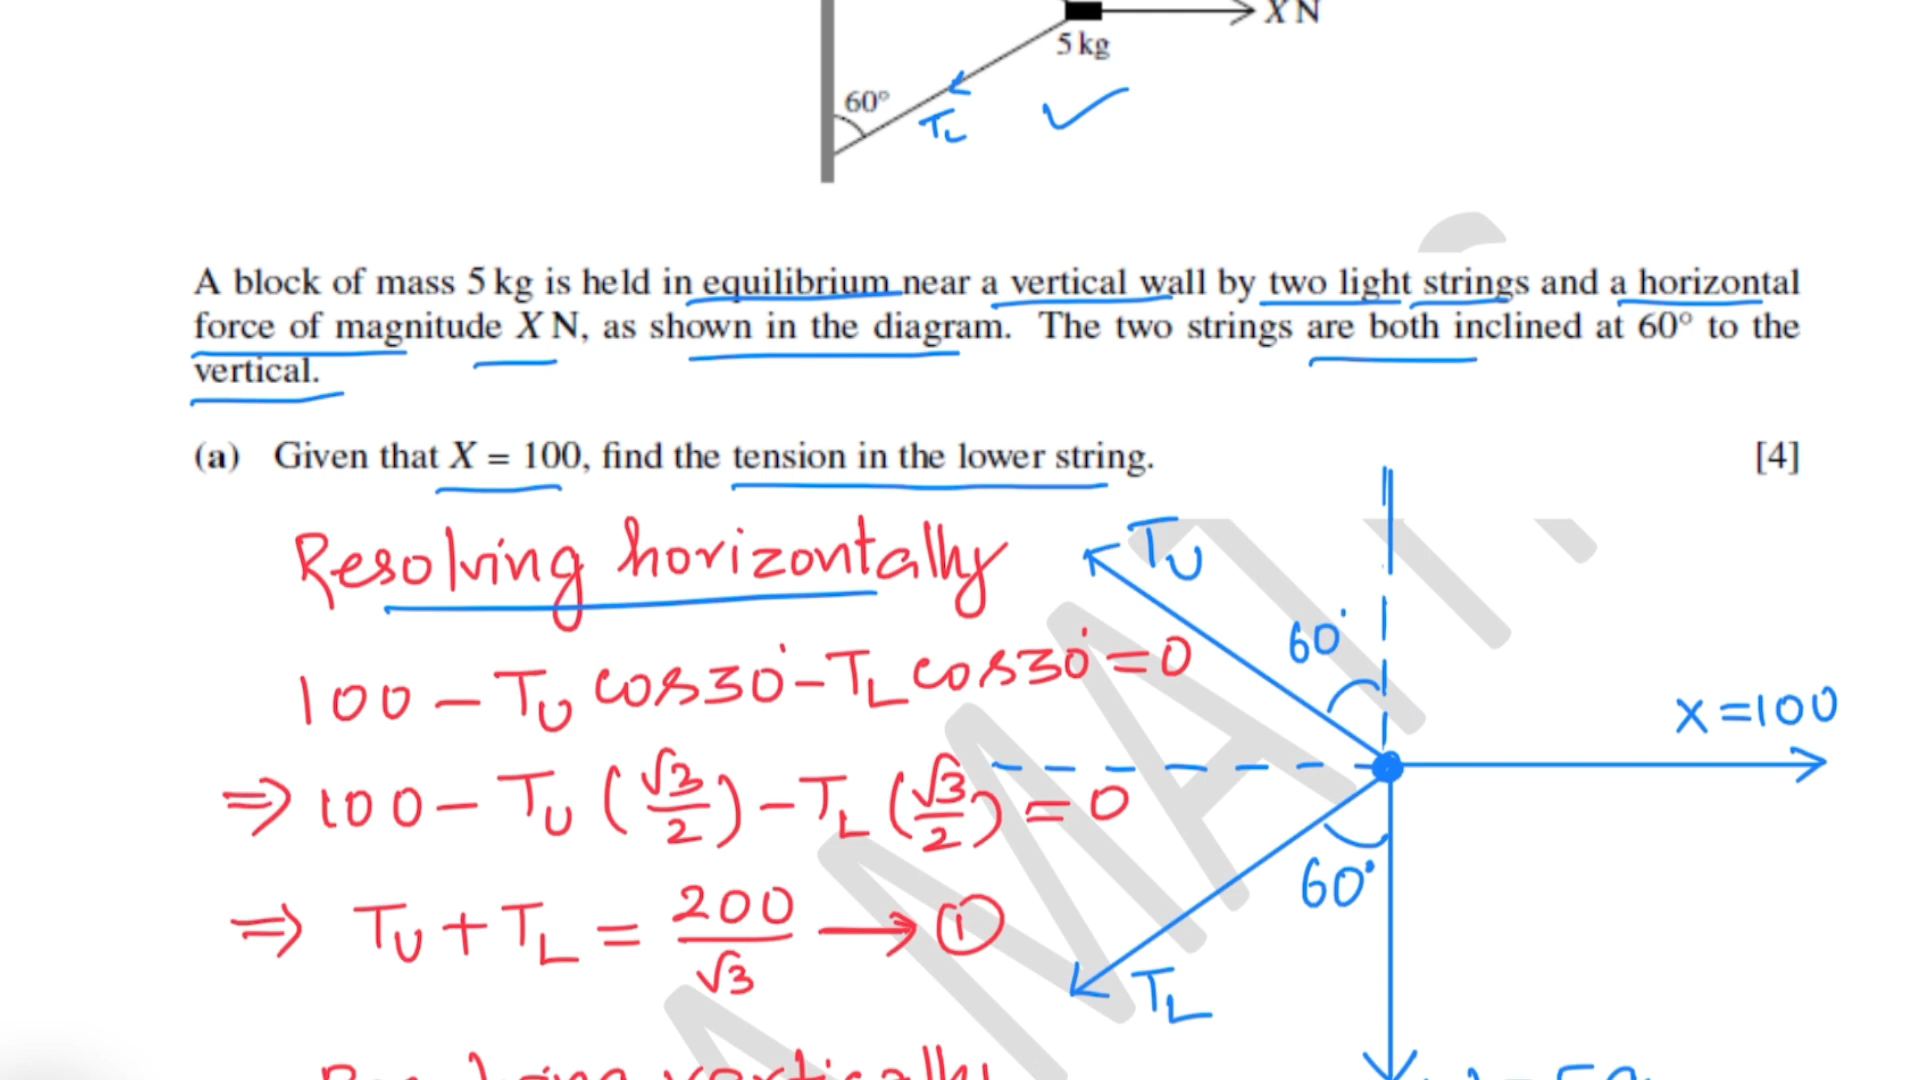 X N
5 kg
60°
T_L
A block of mass 5 kg is held in equilibrium near a vertical wall by two light strings and a horizontal
force of magnitude X N, as shown in the diagram. The two strings are both inclined at 60° to the
vertical.
(a) Given that X = 100, find the tension in the lower string. [4]
Resolving horizontally
T_U
60°
100 - T_U cos30° - T_L cos30° = 0
X = 100
⇒ 100 - T_U (√3/2) - T_L (√3/2) = 0
60°
⇒ T_U + T_L = 200/√3 → ①
T_L
Resolving vertically